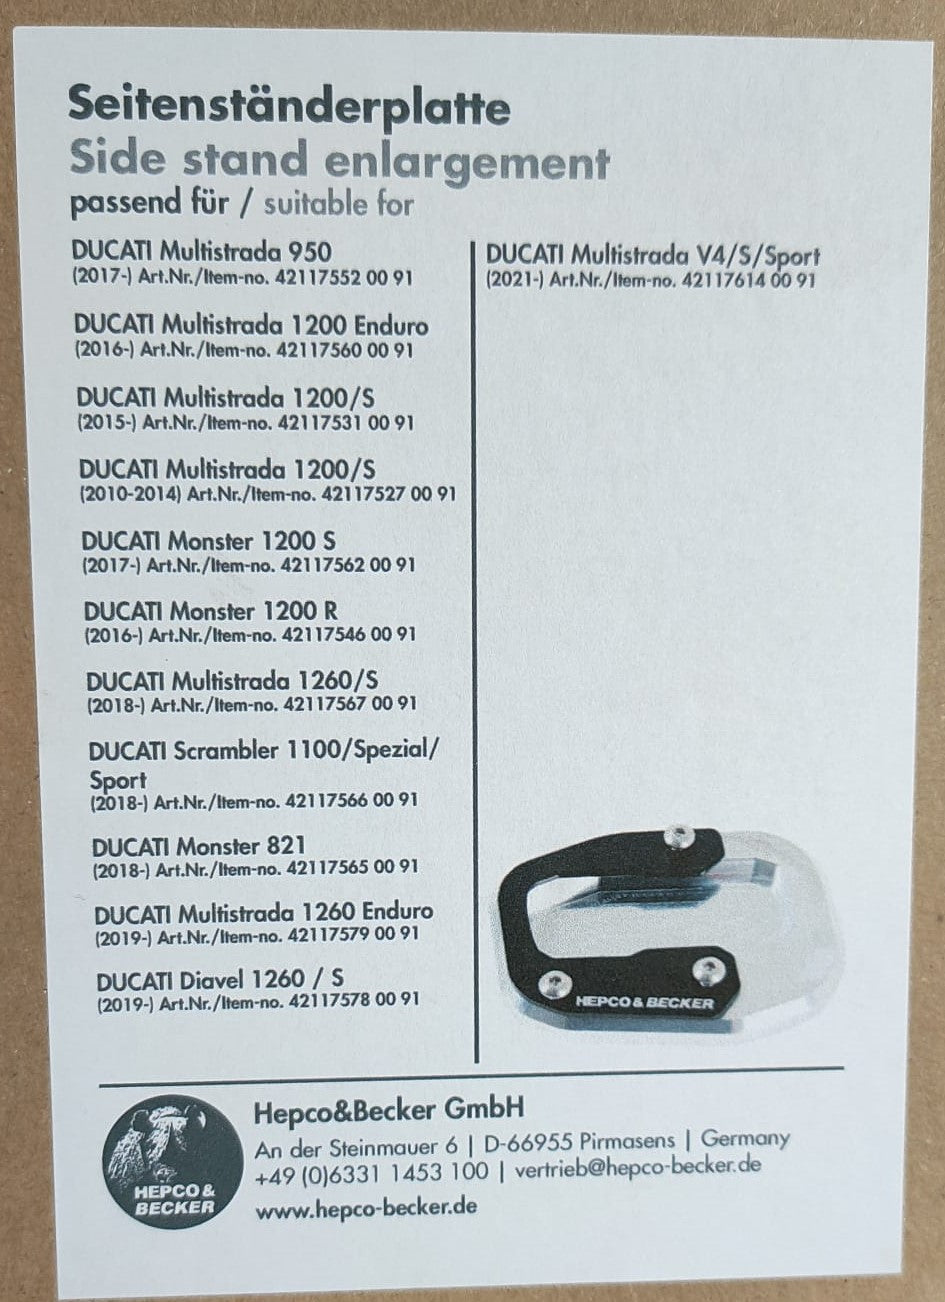 Seitenständerplatte
Side stand enlargement
passend für / suitable for
DUCATI Multistrada 950
(2017-) Art.Nr./Item-no. 42117552 00 91
DUCATI Multistrada 1200 Enduro
(2016-) Art.Nr./Item-no. 42117560 00 91
DUCATI Multistrada 1200/S
(2015-) Art.Nr./Item-no. 42117531 00 91
DUCATI Multistrada 1200/S
(2010-2014) Art.Nr./Item-no. 42117527 00 91
DUCATI Monster 1200 S
(2017-) Art.Nr./Item-no. 42117562 00 91
DUCATI Monster 1200 R
(2016-) Art.Nr./Item-no. 42117546 00 91
DUCATI Multistrada 1260/S
(2018-) Art.Nr./Item-no. 42117567 00 91
DUCATI Scrambler 1100/Spezial/
Sport
(2018-) Art.Nr./Item-no. 42117566 00 91
DUCATI Monster 821
(2018-) Art.Nr./Item-no. 42117565 00 91
DUCATI Multistrada 1260 Enduro
(2019-) Art.Nr./Item-no. 42117579 00 91
DUCATI Diavel 1260 / S
(2019-) Art.Nr./Item-no. 42117578 00 91
DUCATI Multistrada V4/S/Sport
(2021-) Art.Nr./Item-no. 42117614 00 91
HEPCO & BECKER
HEPCO &
BECKER
Hepco&Becker GmbH
An der Steinmauer 6 | D-66955 Pirmasens | Germany
+49 (0)6331 1453 100 | vertrieb@hepco-becker.de
www.hepco-becker.de